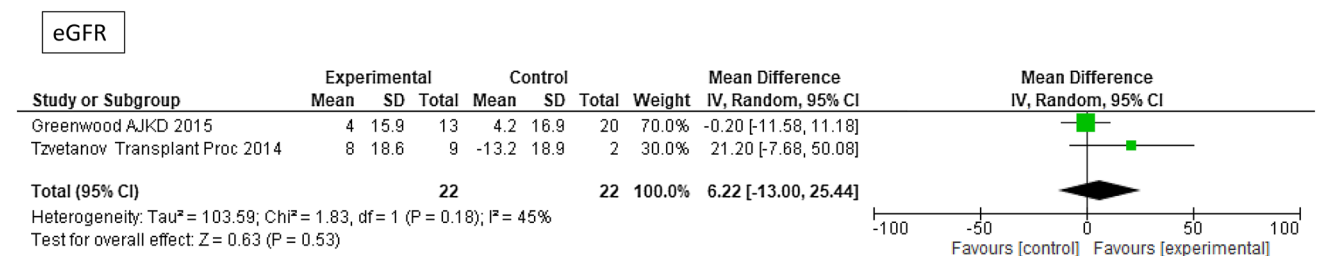 eGFR
Experimental Control Mean Difference Mean Difference
Study or Subgroup Mean SD Total Mean SD Total Weight IV, Random, 95% CI IV, Random, 95% CI
Greenwood AJKD 2015 4 15.9 13 4.2 16.9 20 70.0% -0.20 [-11.58, 11.18]
Tzvetanov Transplant Proc 2014 8 18.6 9 -13.2 18.9 2 30.0% 21.20 [-7.68, 50.08]
Total (95% CI) 22 22 100.0% 6.22 [-13.00, 25.44]
Heterogeneity: Tau² = 103.59; Chi² = 1.83, df = 1 (P = 0.18); I² = 45%
Test for overall effect: Z = 0.63 (P = 0.53)
-100 -50 0 50 100
Favours [control] Favours [experimental]